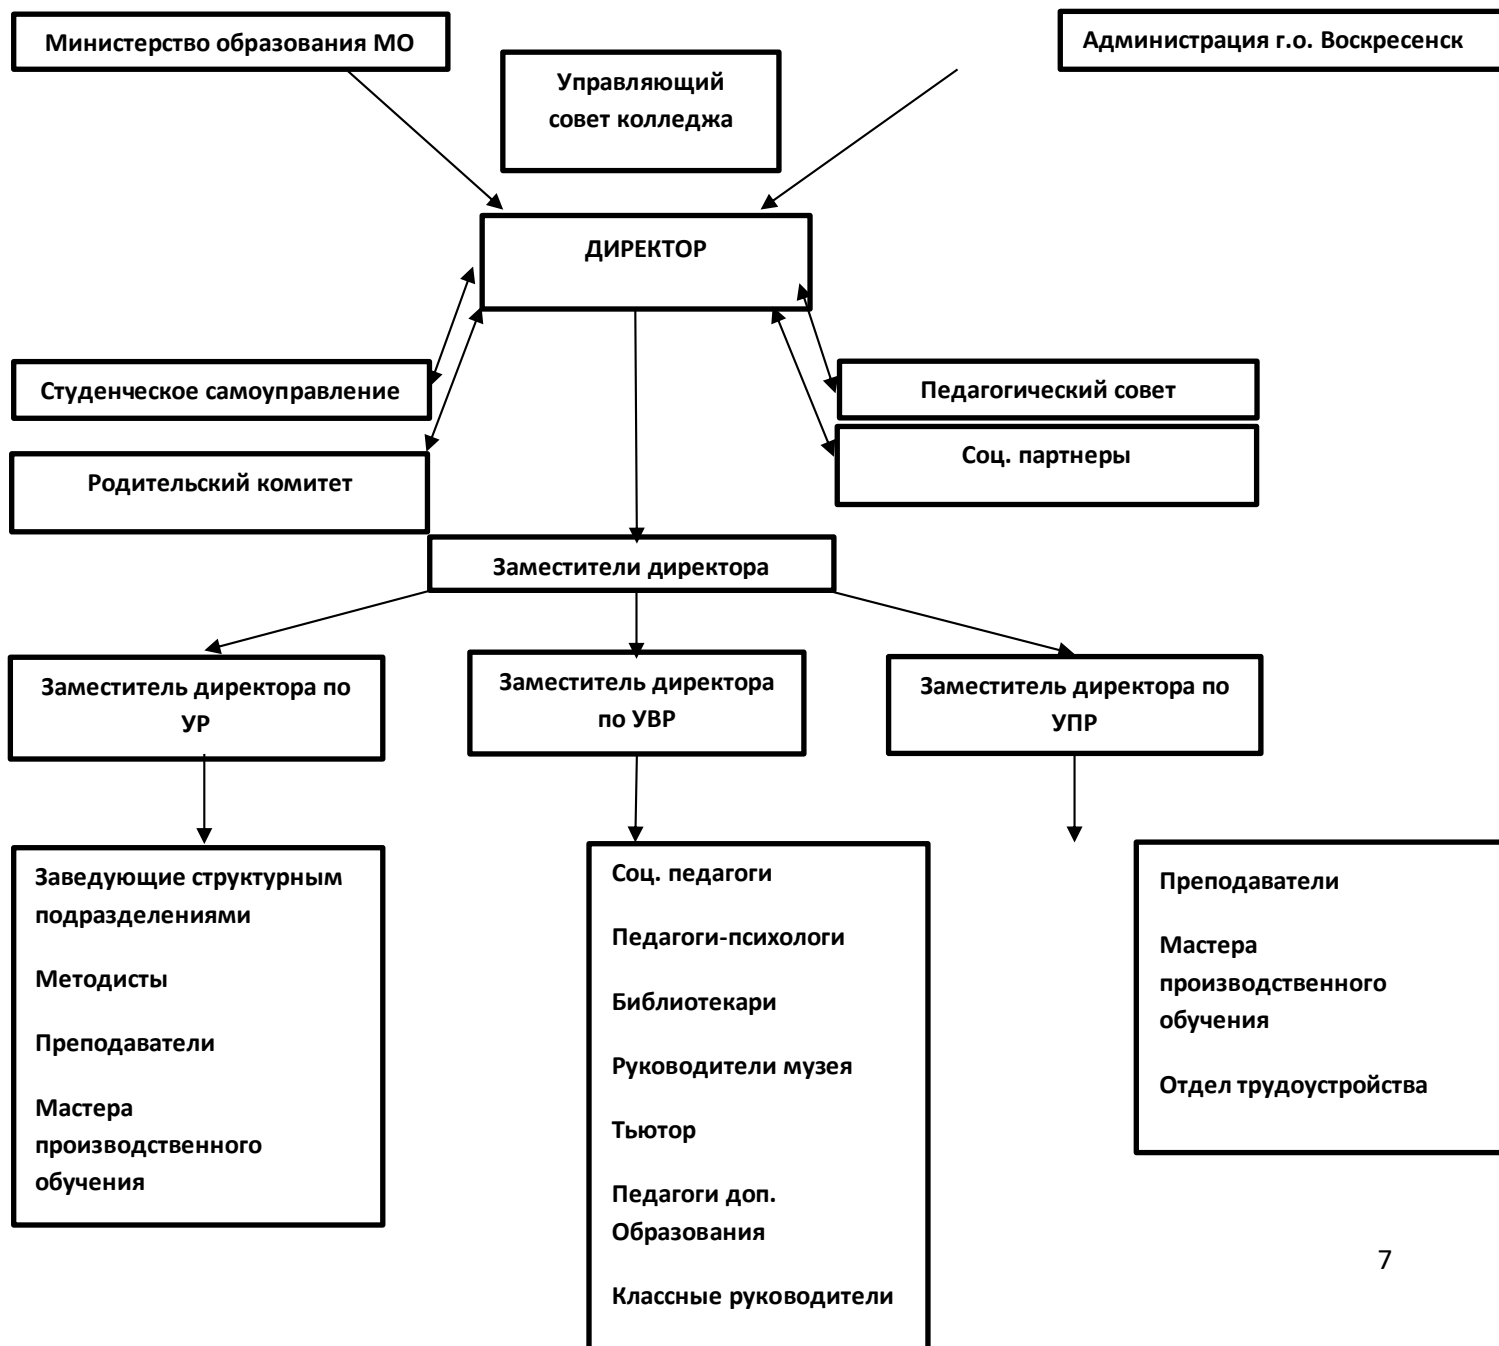 Министерство образования МО
Администрация г.о. Воскресенск
Управляющий
совет колледжа
ДИРЕКТОР
Студенческое самоуправление
Педагогический совет
Родительский комитет
Соц. партнеры
Заместители директора
Заместитель директора по
УР
Заместитель директора
по УВР
Заместитель директора по
УПР
Заведующие структурным
подразделениями
Методисты
Преподаватели
Мастера
производственного
обучения
Соц. педагоги
Педагоги-психологи
Библиотекари
Руководители музея
Тьютор
Педагоги доп.
Образования
Классные руководители
Преподаватели
Мастера
производственного
обучения
Отдел трудоустройства
7